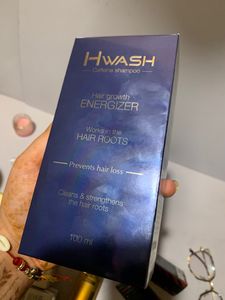 HWASH
Caffeine shampoo
Hair growth
ENERGIZER
Works in the
HAIR ROOTS
Prevents hair loss
Cleans & strengthens
the hair roots
100 ml